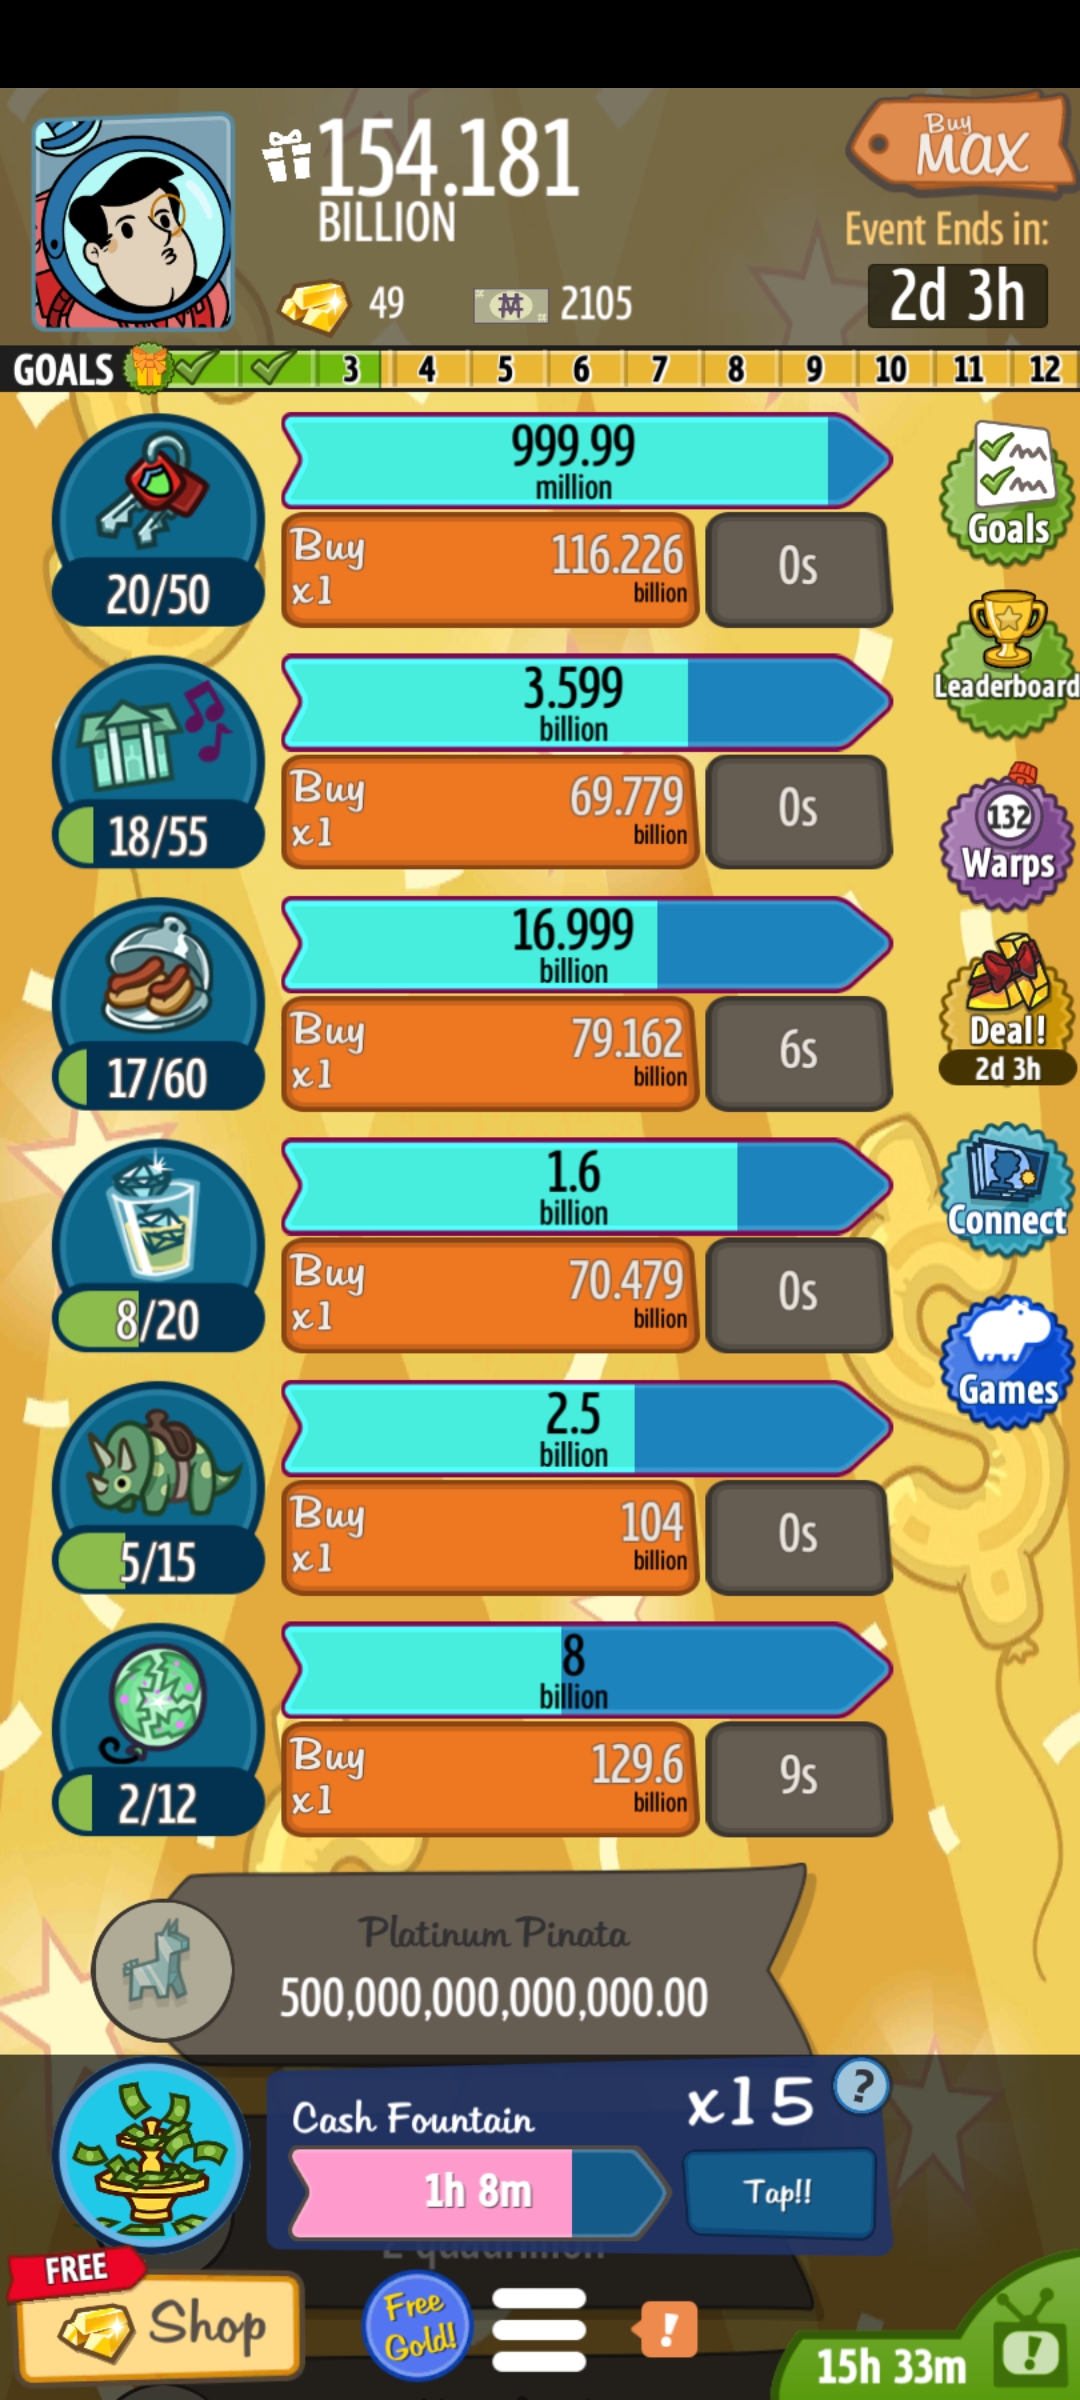 154.181
BILLION
Buy
MAX
Event Ends in:
2d 3h
49
2105
GOALS 3 4 5 6 7 8 9 10 11 12
999.99
million
Buy
x1
116.226
billion
0s
20/50
Goals
3.599
billion
Buy
x1
69.779
billion
0s
18/55
Leaderboard
132
Warps
16.999
billion
Buy
x1
79.162
billion
6s
17/60
Deal!
2d 3h
1.6
billion
Buy
x1
70.479
billion
0s
8/20
Connect
2.5
billion
Buy
x1
104
billion
0s
5/15
Games
8
billion
Buy
x1
129.6
billion
9s
2/12
Platinum Pinata
500,000,000,000,000.00
Cash Fountain
x15
?
1h 8m
Tap!!
2 quadrillion
FREE
Shop
Free
Gold!
!
15h 33m
!